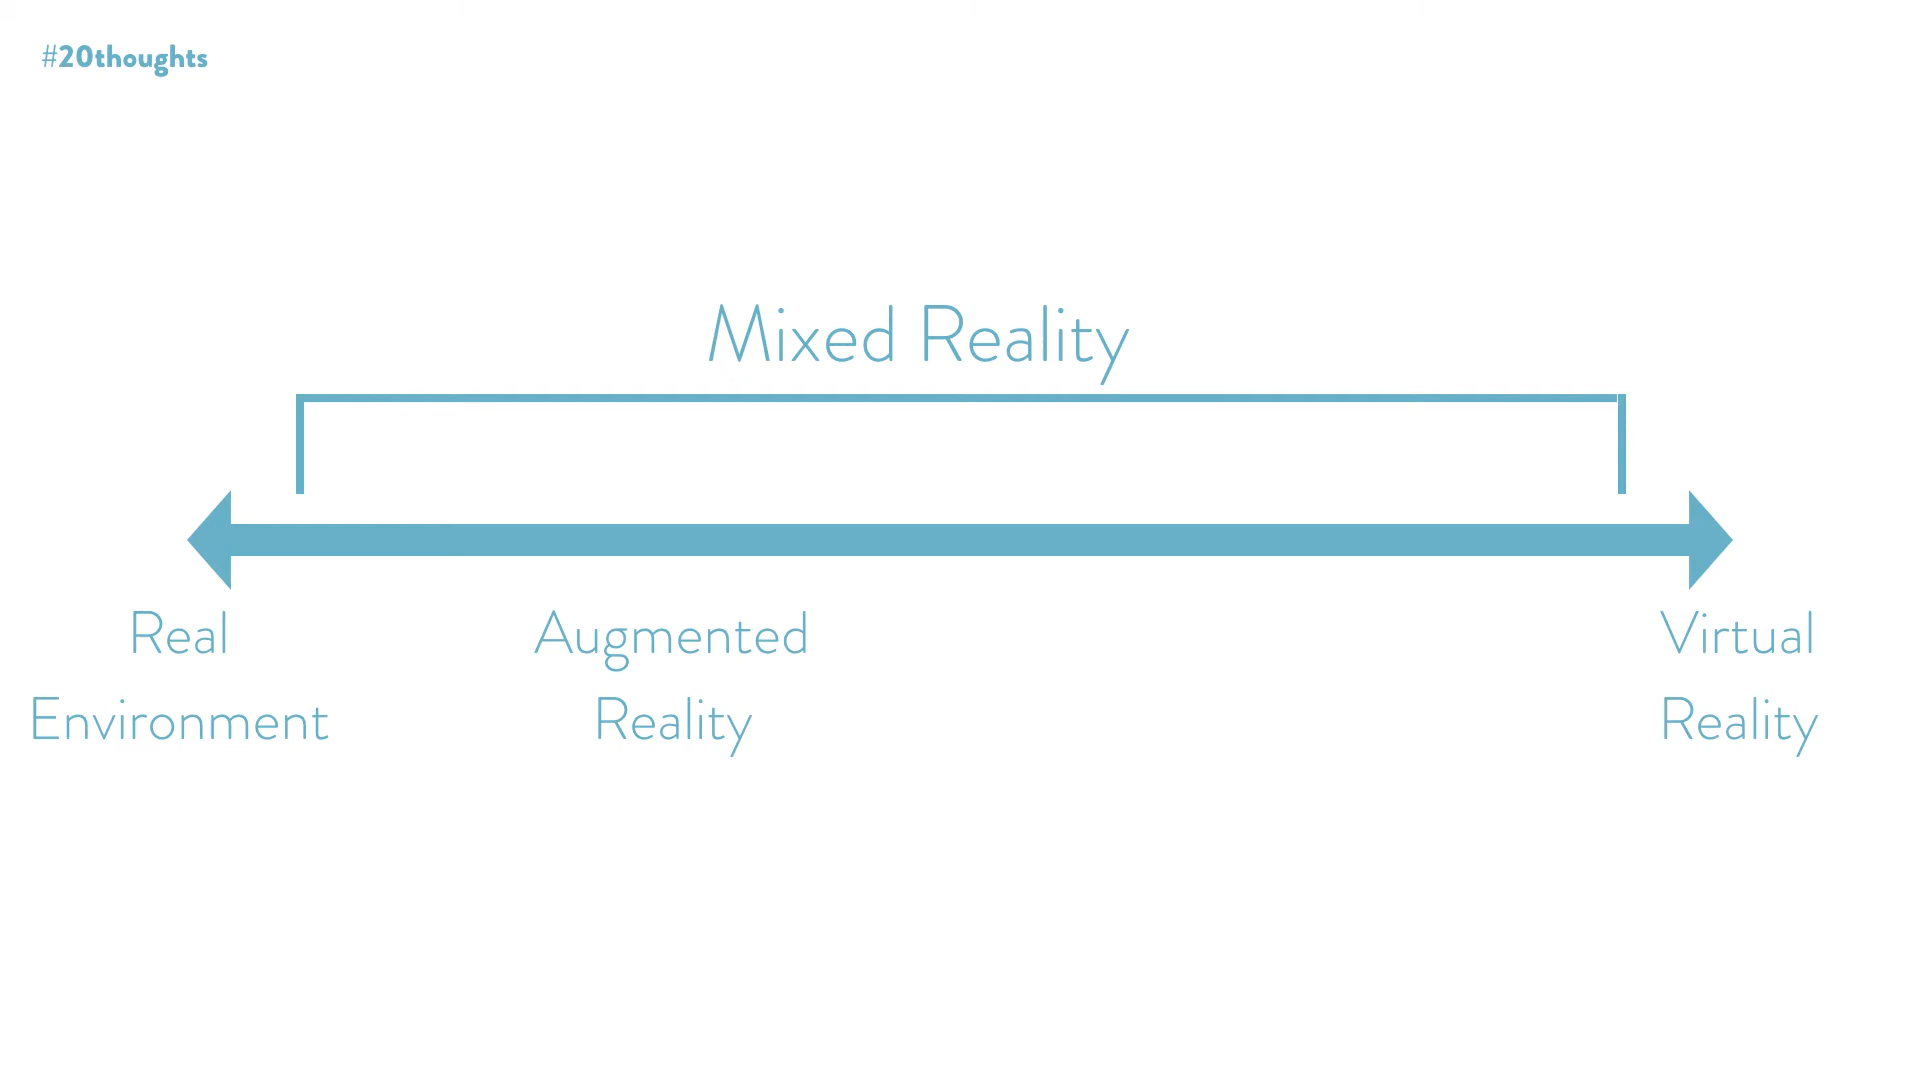 #20thoughts
Mixed Reality
Real
Environment
Augmented
Reality
Virtual
Reality